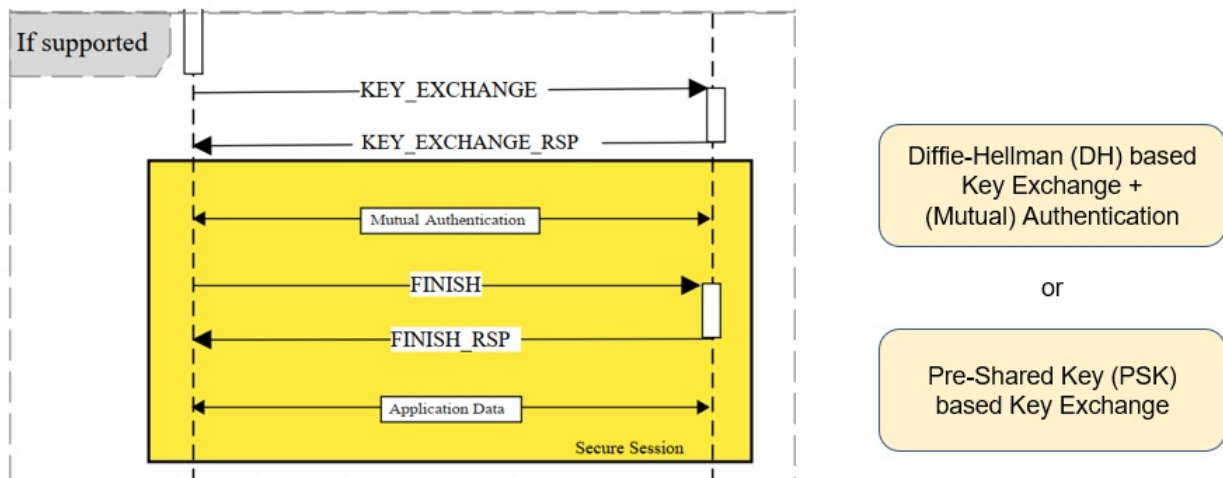 If supported
KEY_EXCHANGE
KEY_EXCHANGE_RSP
Mutual Authentication
FINISH
FINISH_RSP
Application Data
Secure Session
Diffie-Hellman (DH) based
Key Exchange +
(Mutual) Authentication
or
Pre-Shared Key (PSK)
based Key Exchange